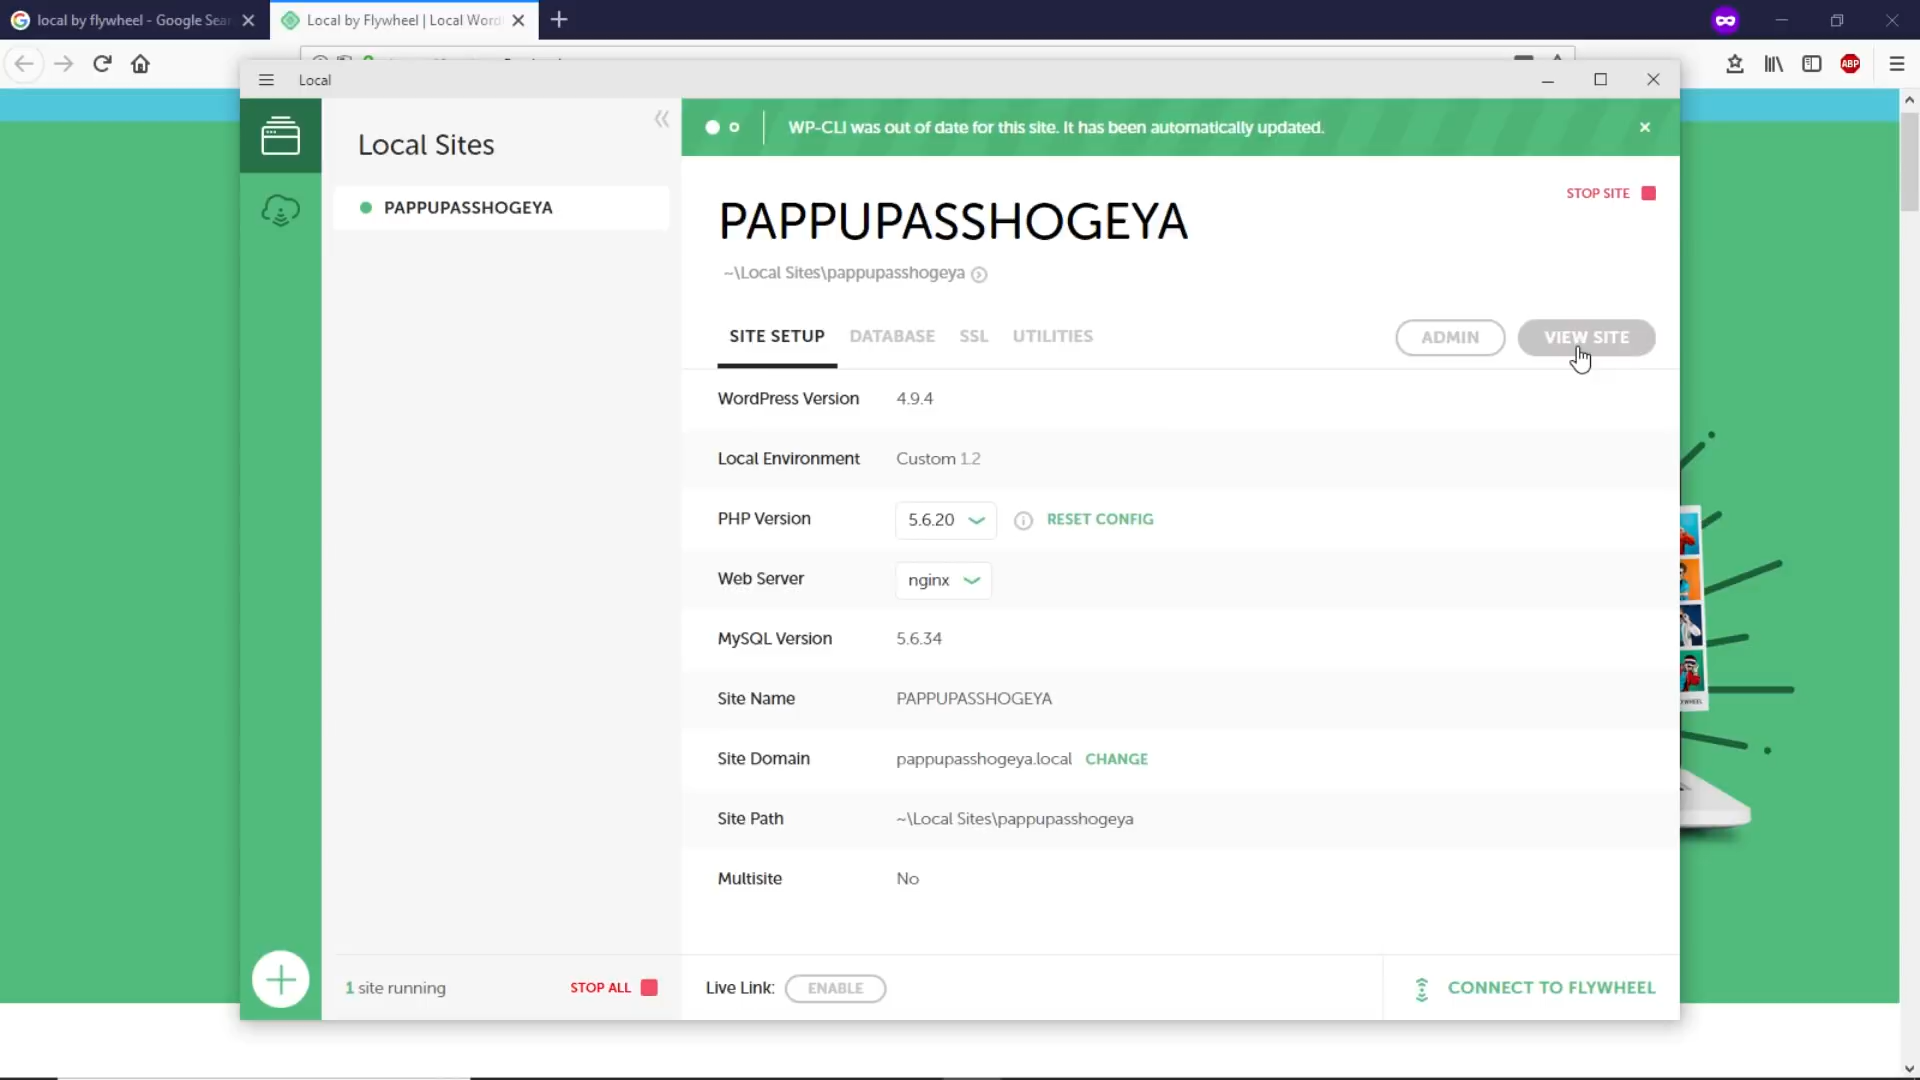 local by flywheel - Google Sear
Local by Flywheel | Local Word
ABP
Local
Local Sites
WP-CLI was out of date for this site. It has been automatically updated.
PAPPUPASSHOGEYA
PAPPUPASSHOGEYA
STOP SITE
~\Local Sites\pappupasshogeya
SITE SETUP
DATABASE
SSL
UTILITIES
ADMIN
VIEW SITE
WordPress Version 4.9.4
Local Environment Custom 1.2
PHP Version 5.6.20 RESET CONFIG
Web Server nginx
MySQL Version 5.6.34
Site Name PAPPUPASSHOGEYA
Site Domain pappupasshogeya.local CHANGE
Site Path ~\Local Sites\pappupasshogeya
Multisite No
1 site running
STOP ALL
Live Link: ENABLE
CONNECT TO FLYWHEEL